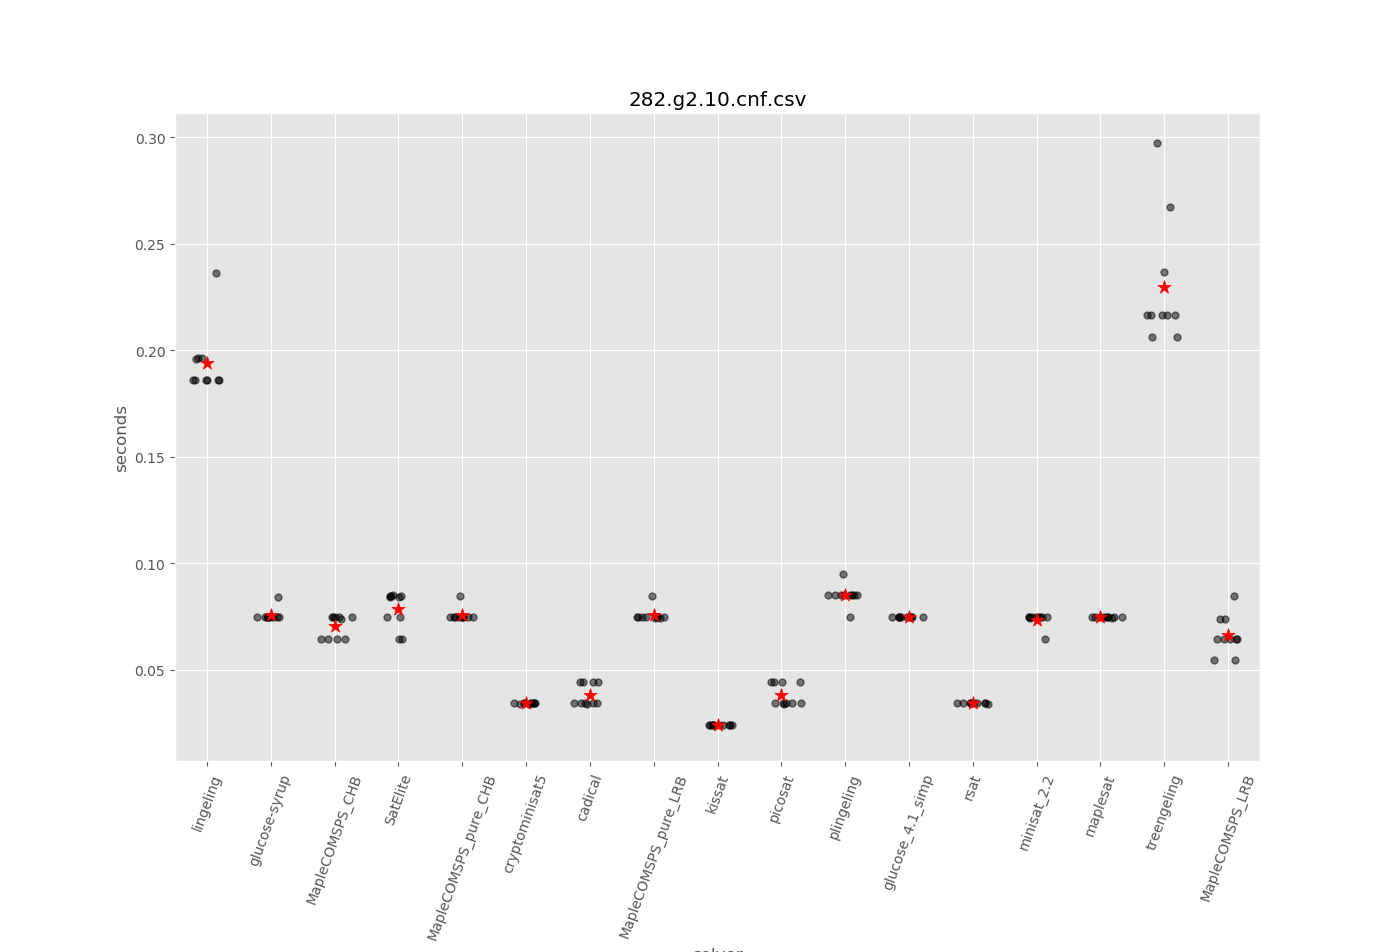 282.g2.10.cnf.csv
0.30
0.25
0.20
0.15
0.10
0.05
seconds
lingeling
glucose-syrup
MapleCOMSPS_CHB
SatElite
MapleCOMSPS_pure_CHB
cryptominisat5
cadical
MapleCOMSPS_pure_LRB
kissat
picosat
plingeling
glucose_4.1_simp
rsat
minisat_2.2
maplesat
treengeling
MapleCOMSPS_LRB